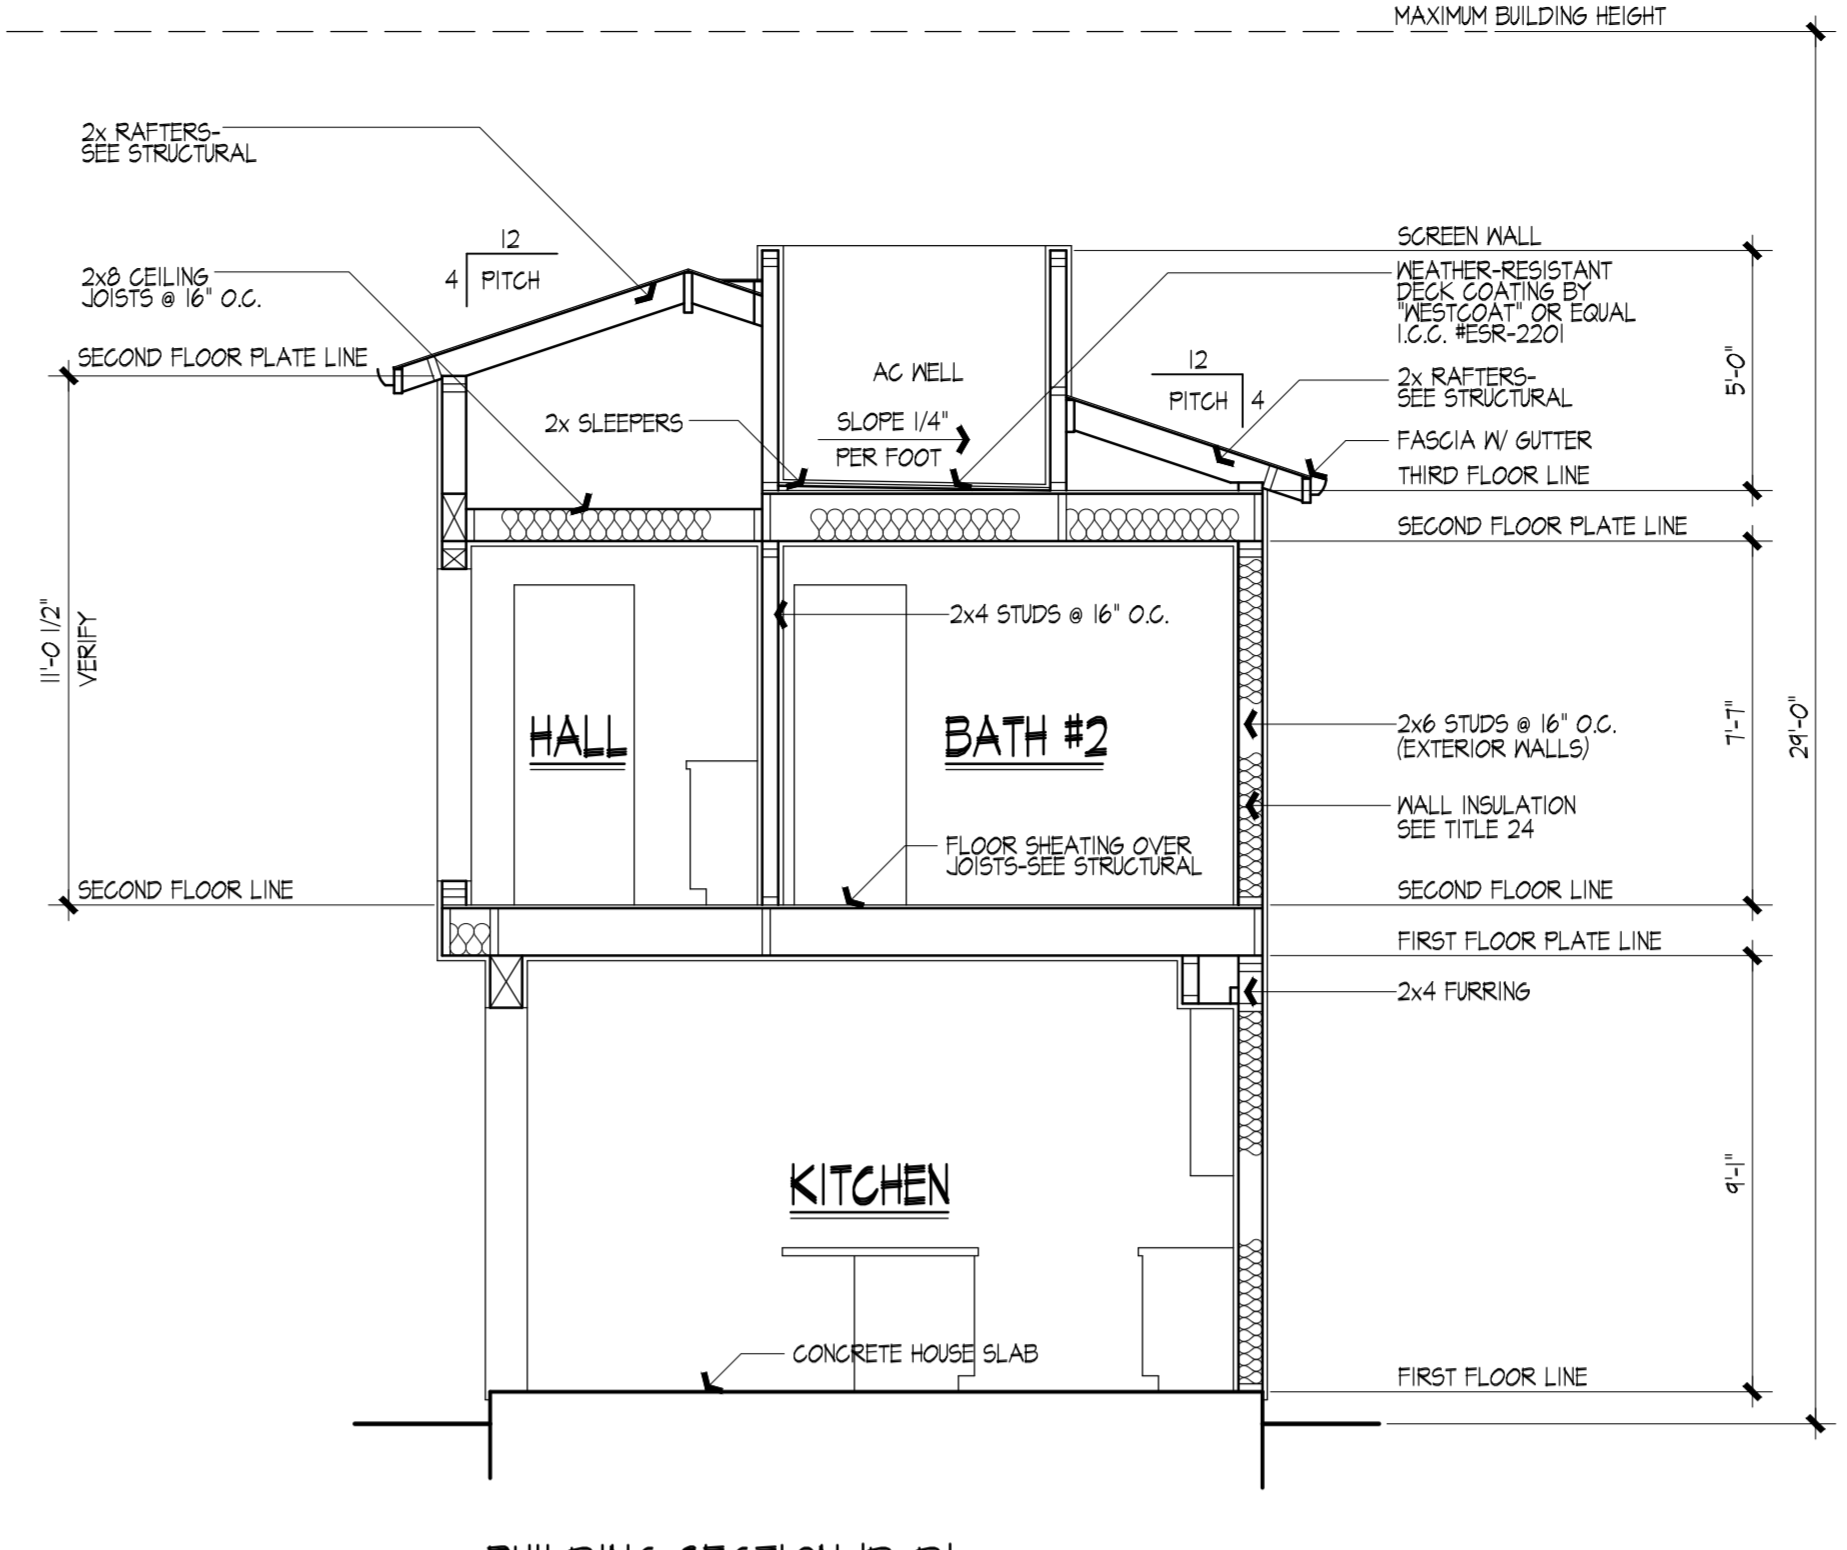 MAXIMUM BUILDING HEIGHT
2x RAFTERS-
SEE STRUCTURAL
12
4 PITCH
2x8 CEILING
JOISTS @ 16" O.C.
SECOND FLOOR PLATE LINE
2x SLEEPERS
AC WELL
SLOPE 1/4"
PER FOOT
12
PITCH 4
SCREEN WALL
WEATHER-RESISTANT
DECK COATING BY
"WESTCOAT" OR EQUAL
I.C.C. #ESR-2201
2x RAFTERS-
SEE STRUCTURAL
FASCIA W/ GUTTER
THIRD FLOOR LINE
SECOND FLOOR PLATE LINE
5'-0"
11'-0 1/2"
VERIFY
2x4 STUDS @ 16" O.C.
HALL
BATH #2
2x6 STUDS @ 16" O.C.
(EXTERIOR WALLS)
7'-7"
29'-0"
WALL INSULATION
SEE TITLE 24
FLOOR SHEATING OVER
JOISTS-SEE STRUCTURAL
SECOND FLOOR LINE
SECOND FLOOR LINE
FIRST FLOOR PLATE LINE
2x4 FURRING
KITCHEN
9'-1"
CONCRETE HOUSE SLAB
FIRST FLOOR LINE